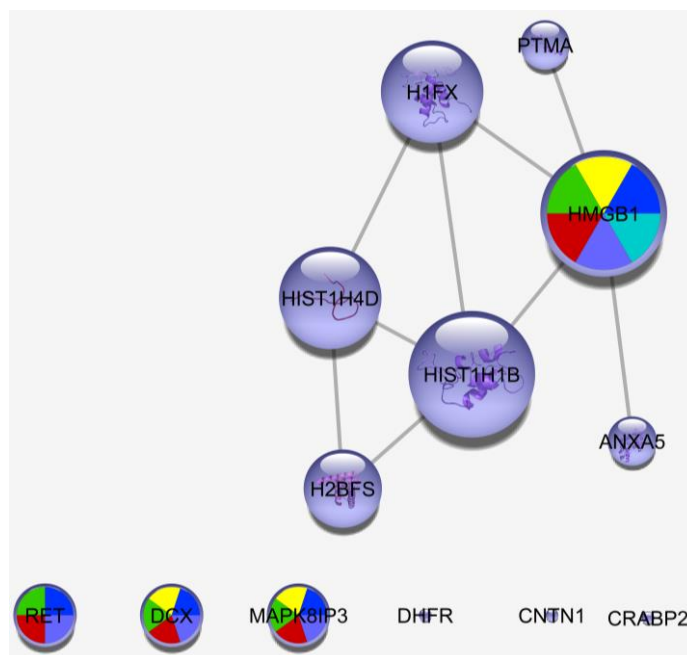 PTMA
H1FX
HMGB1
HIST1H4D
HIST1H1B
ANXA5
H2BFS
RET DCX MAPK8IP3 DHFR CNTN1 CRABP2